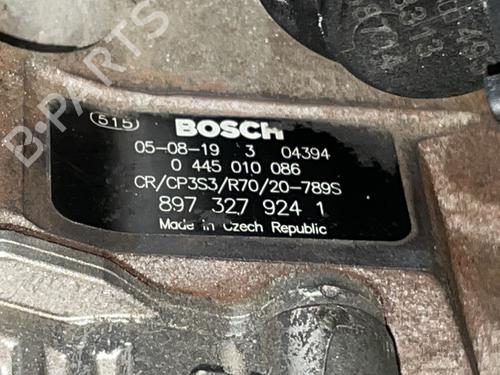 B-PARTS
515 BOSCH
05-08-19 3 04394
0 445 010 086
CR/CP3S3/R70/20-789S
897 327 924 1
Made in Czech Republic